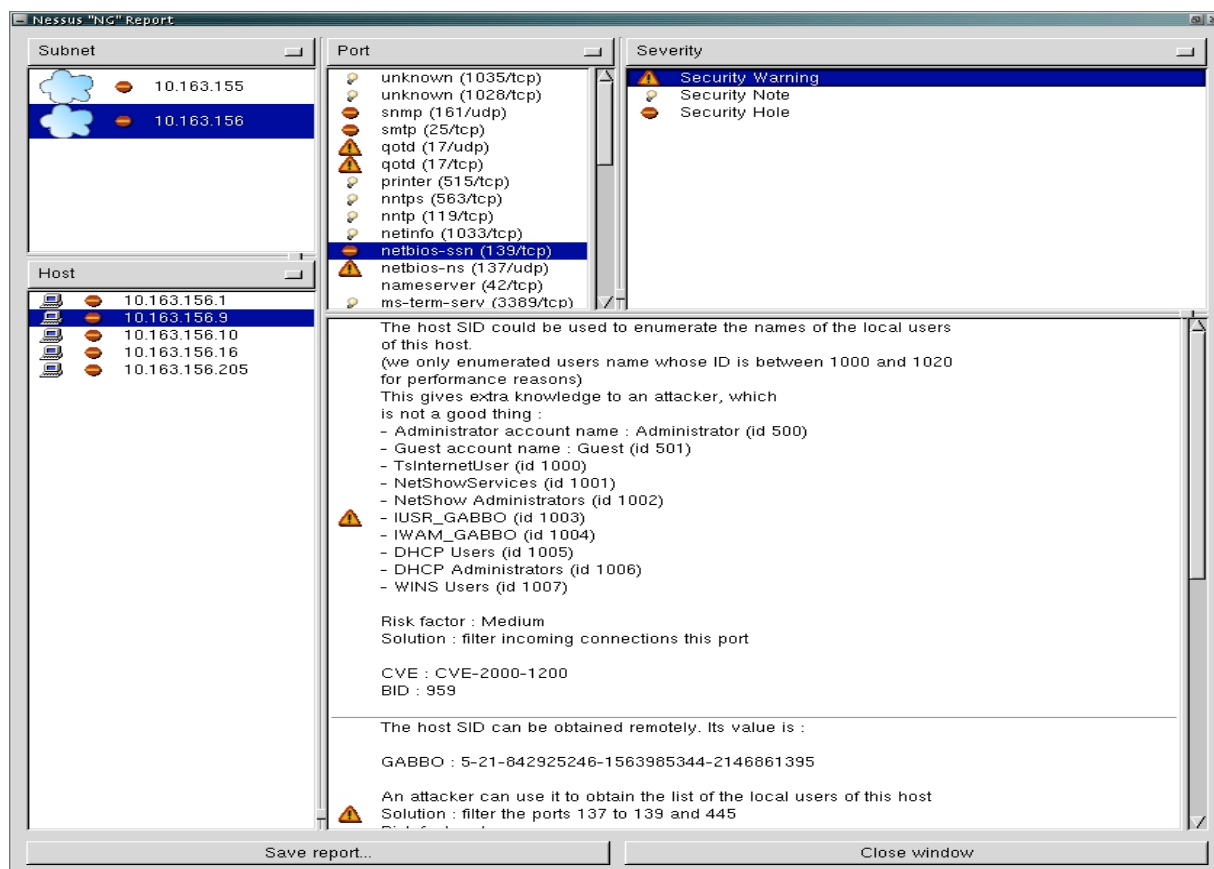 Nessus "NG" Report
Subnet
10.163.155
10.163.156
Host
10.163.156.1
10.163.156.9
10.163.156.10
10.163.156.16
10.163.156.205
Port
unknown (1035/tcp)
unknown (1028/tcp)
snmp (161/udp)
smtp (25/tcp)
qotd (17/udp)
qotd (17/tcp)
printer (515/tcp)
nntps (563/tcp)
nntp (119/tcp)
netinfo (1033/tcp)
netbios-ssn (139/tcp)
netbios-ns (137/udp)
nameserver (42/tcp)
ms-term-serv (3389/tcp)
Severity
Security Warning
Security Note
Security Hole
The host SID could be used to enumerate the names of the local users
of this host.
(we only enumerated users name whose ID is between 1000 and 1020
for performance reasons)
This gives extra knowledge to an attacker, which
is not a good thing :
- Administrator account name : Administrator (id 500)
- Guest account name : Guest (id 501)
- TsInternetUser (id 1000)
- NetShowServices (id 1001)
- NetShow Administrators (id 1002)
- IUSR_GABBO (id 1003)
- IWAM_GABBO (id 1004)
- DHCP Users (id 1005)
- DHCP Administrators (id 1006)
- WINS Users (id 1007)
Risk factor : Medium
Solution : filter incoming connections this port
CVE : CVE-2000-1200
BID : 959
The host SID can be obtained remotely. Its value is :
GABBO : 5-21-842925246-1563985344-2146861395
An attacker can use it to obtain the list of the local users of this host
Solution : filter the ports 137 to 139 and 445
Save report...
Close window